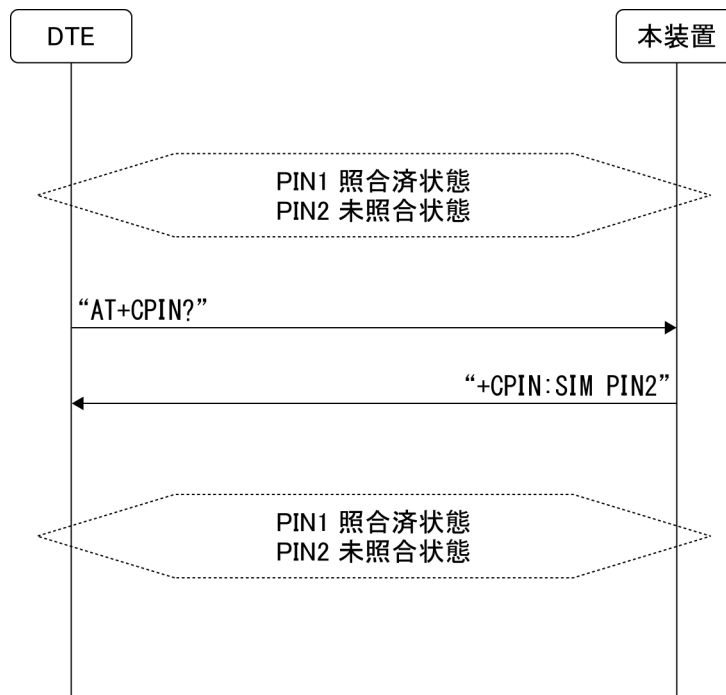 DTE
本装置
PIN1 照合済状態
PIN2 未照合状態
“AT+CPIN?”
“+CPIN:SIM PIN2”
PIN1 照合済状態
PIN2 未照合状態